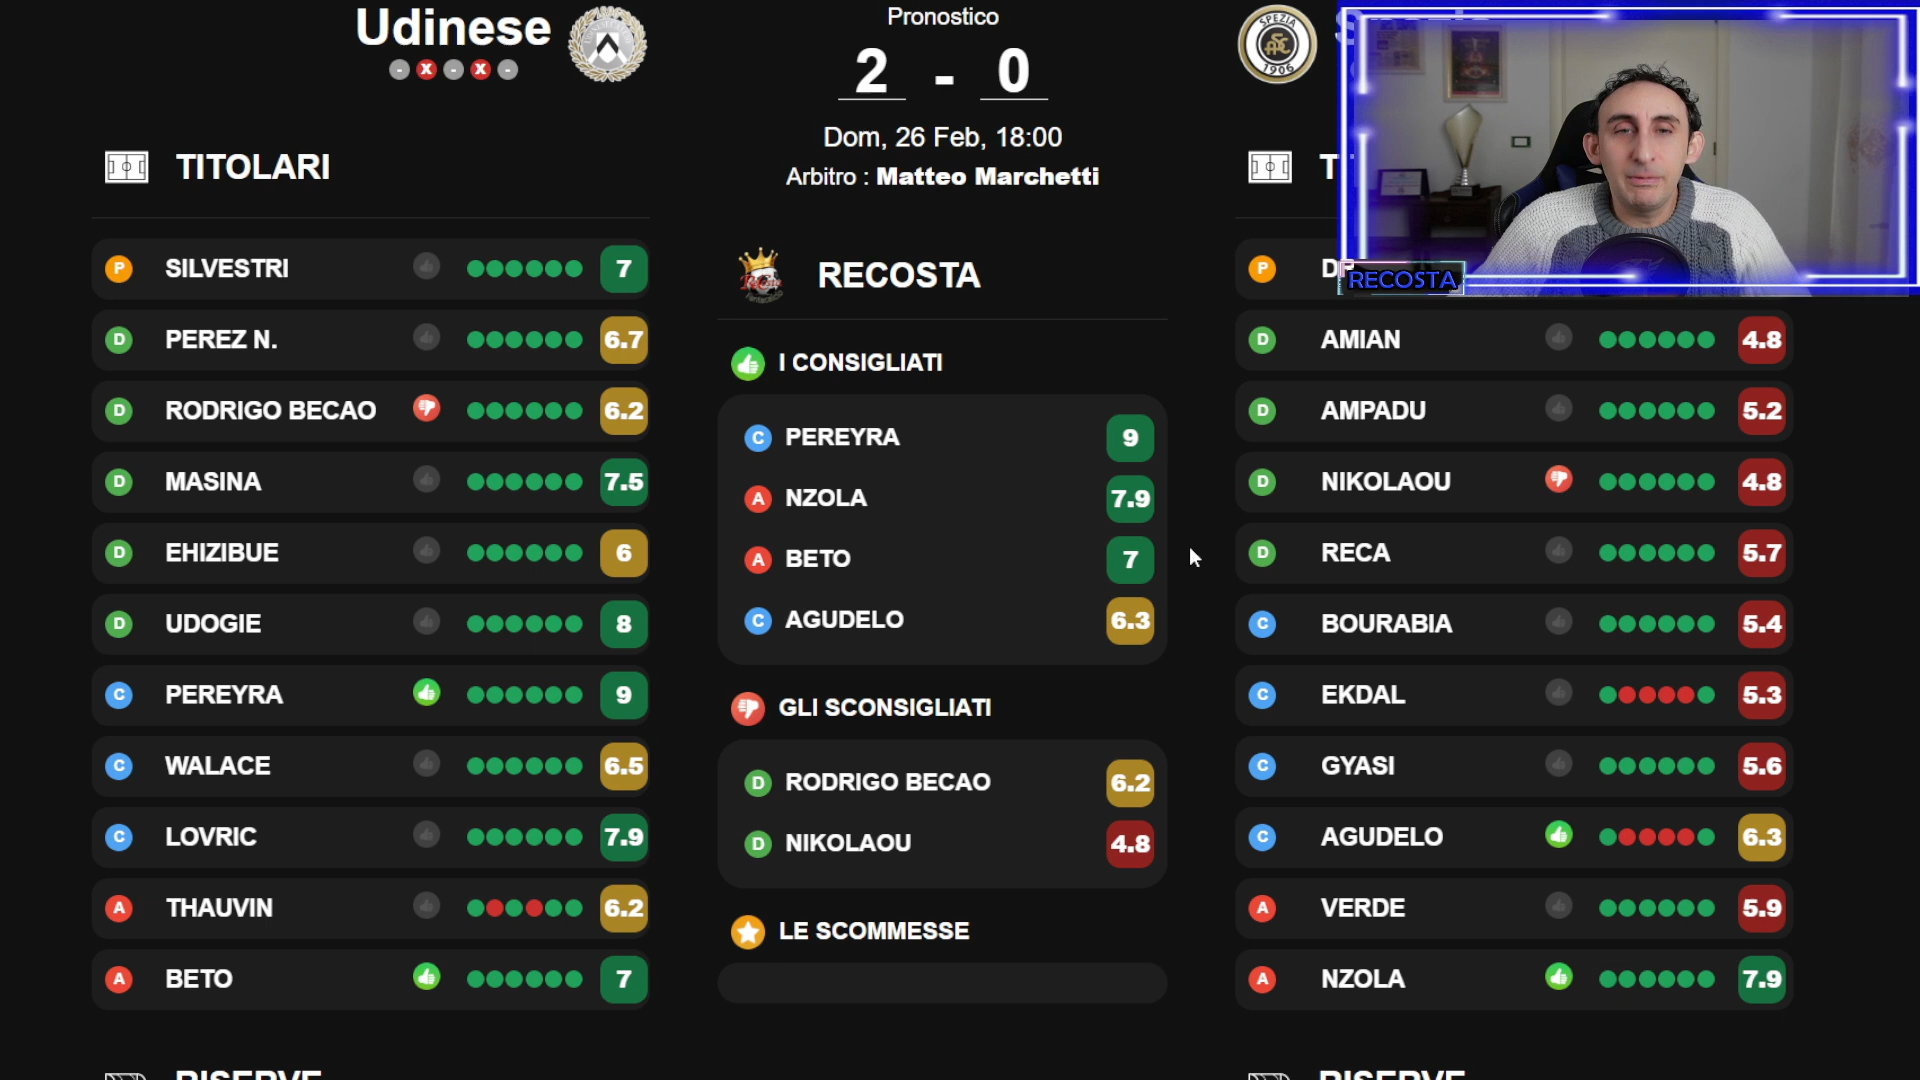 Udinese
Pronostico
2 - 0
Dom, 26 Feb, 18:00
Arbitro : Matteo Marchetti
SPEZIA
1906
TITOLARI
P SILVESTRI 7
D PEREZ N. 6.7
D RODRIGO BECAO 6.2
D MASINA 7.5
D EHIZIBUE 6
D UDOGIE 8
C PEREYRA 9
C WALACE 6.5
C LOVRIC 7.9
A THAUVIN 6.2
A BETO 7
RISERVE
RECOSTA
I CONSIGLIATI
C PEREYRA 9
A NZOLA 7.9
A BETO 7
C AGUDELO 6.3
GLI SCONSIGLIATI
D RODRIGO BECAO 6.2
D NIKOLAOU 4.8
LE SCOMMESSE
RECOSTA
P
D AMIAN 4.8
D AMPADU 5.2
D NIKOLAOU 4.8
D RECA 5.7
C BOURABIA 5.4
C EKDAL 5.3
C GYASI 5.6
C AGUDELO 6.3
A VERDE 5.9
A NZOLA 7.9
RISERVE